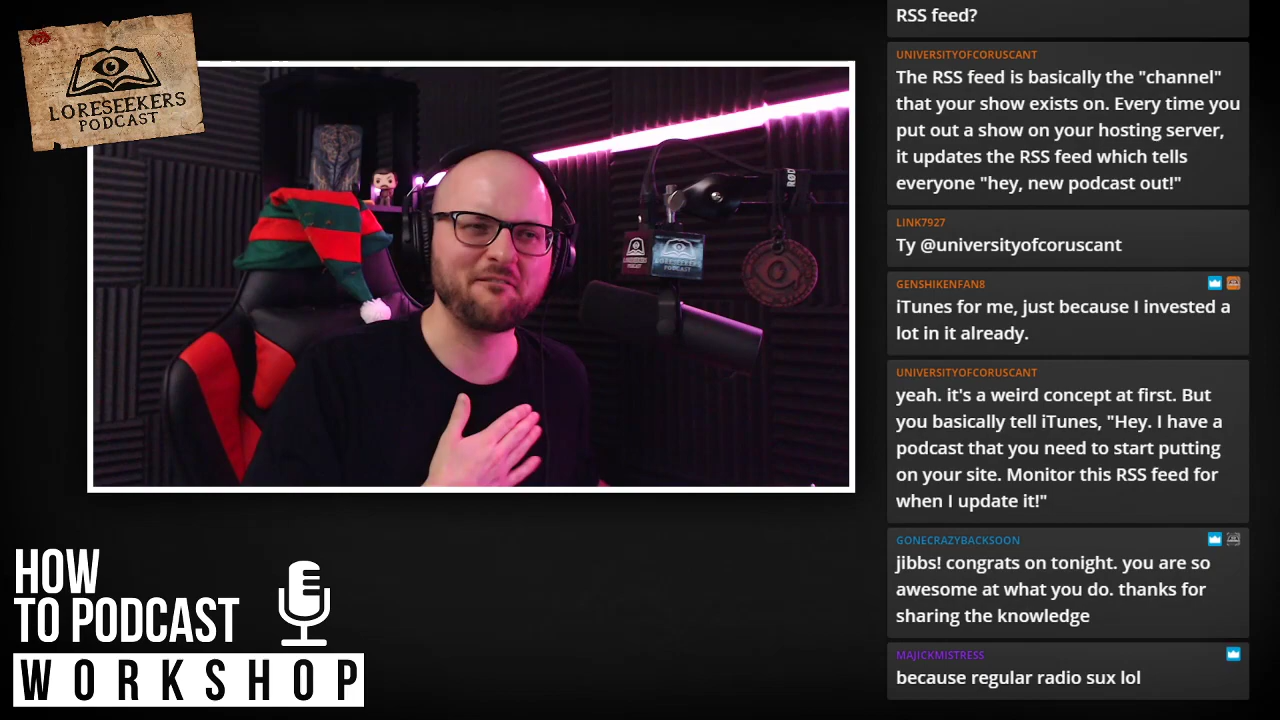 LORESEEKERS
PODCAST
RØD
LORESEEKERS
PODCAST
HOW
TO PODCAST
WORKSHOP
RSS feed?
UNIVERSITYOFCORUSCANT
The RSS feed is basically the "channel"
that your show exists on. Every time you
put out a show on your hosting server,
it updates the RSS feed which tells
everyone "hey, new podcast out!"
LINK7927
Ty @universityofcoruscant
GENSHIKENFAN8
iTunes for me, just because I invested a
lot in it already.
UNIVERSITYOFCORUSCANT
yeah. it's a weird concept at first. But
you basically tell iTunes, "Hey. I have a
podcast that you need to start putting
on your site. Monitor this RSS feed for
when I update it!"
GONECRAZYBACKSOON
jibbs! congrats on tonight. you are so
awesome at what you do. thanks for
sharing the knowledge
MAJICKMISTRESS
because regular radio sux lol